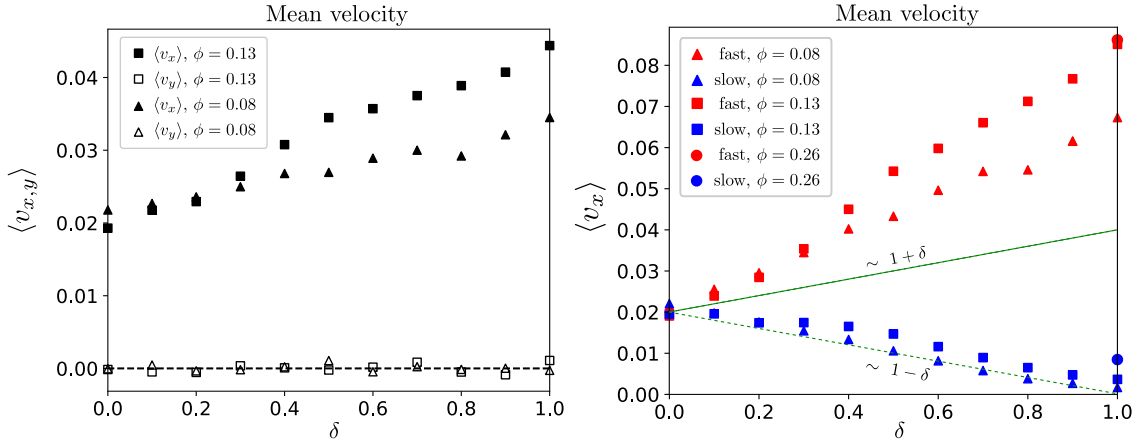 Mean velocity
⟨v_x⟩, ϕ = 0.13
⟨v_y⟩, ϕ = 0.13
⟨v_x⟩, ϕ = 0.08
⟨v_y⟩, ϕ = 0.08
⟨v_{x,y}⟩
0.04
0.03
0.02
0.01
0.00
0.0 0.2 0.4 0.6 0.8 1.0
δ
Mean velocity
fast, ϕ = 0.08
slow, ϕ = 0.08
fast, ϕ = 0.13
slow, ϕ = 0.13
fast, ϕ = 0.26
slow, ϕ = 0.26
⟨v_x⟩
0.08
0.07
0.06
0.05
0.04
0.03
0.02
0.01
0.00
~ 1+δ
~ 1−δ
0.0 0.2 0.4 0.6 0.8 1.0
δ